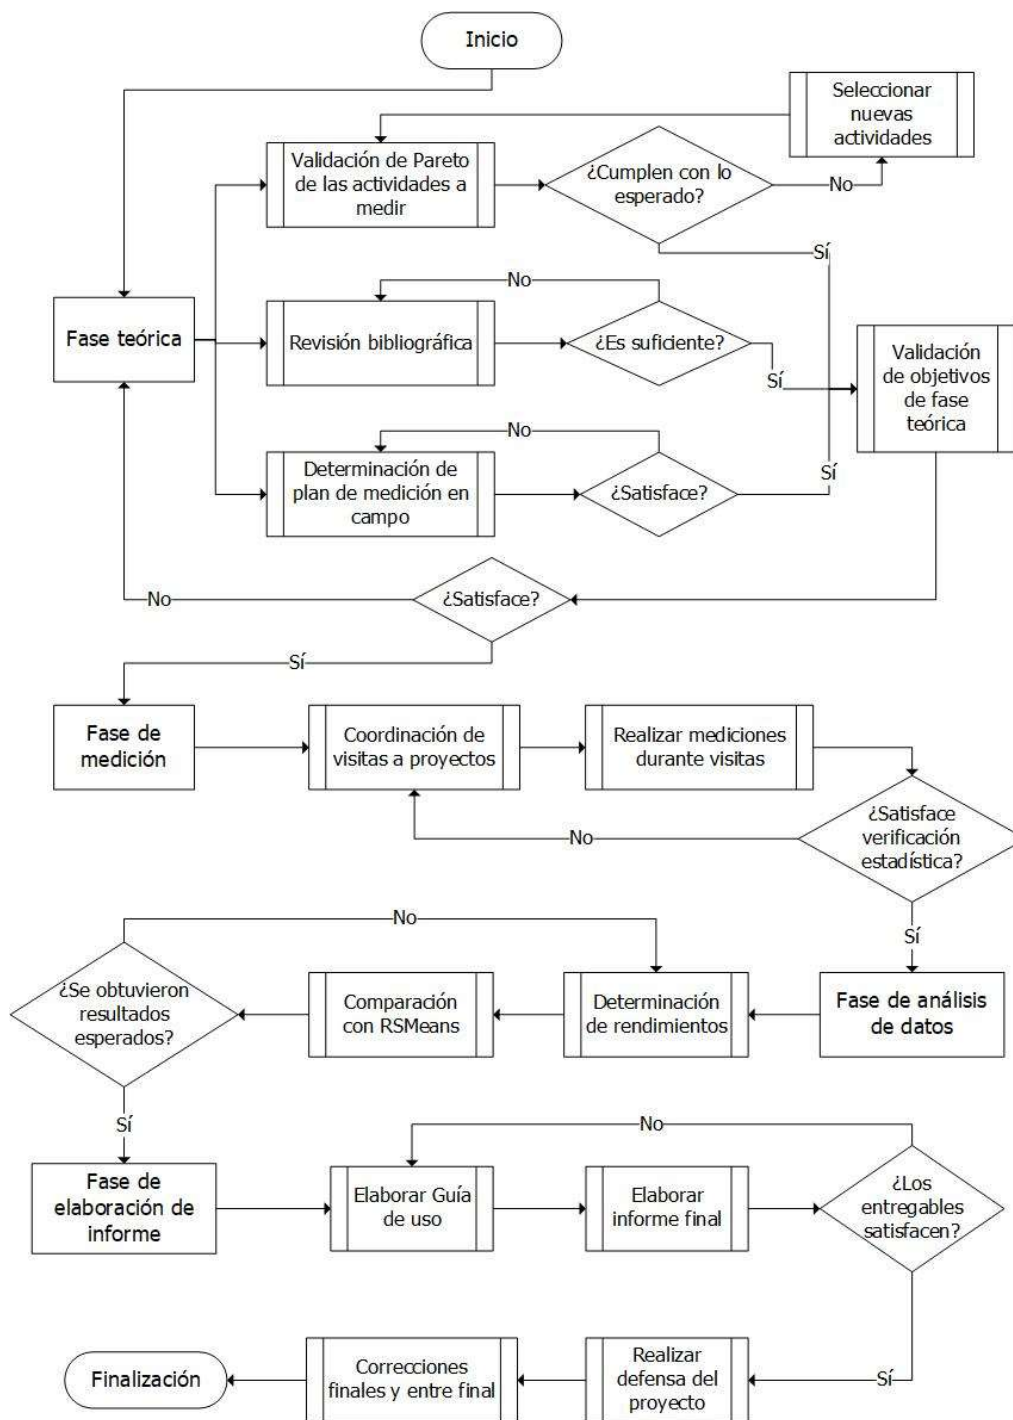 Inicio
Seleccionar
nuevas
actividades
Validación de Pareto
de las actividades a
medir
¿Cumplen con lo
esperado?
No
Sí
Fase teórica
No
Revisión bibliográfica
¿Es suficiente?
Sí
Validación
de objetivos
de fase
teórica
No
Determinación de
plan de medición en
campo
¿Satisface?
Sí
No
¿Satisface?
Sí
Fase de
medición
Coordinación de
visitas a proyectos
Realizar mediciones
durante visitas
¿Satisface
verificación
estadística?
No
Sí
No
¿Se obtuvieron
resultados
esperados?
Comparación
con RSMeans
Determinación
de rendimientos
Fase de análisis
de datos
Sí
No
Fase de
elaboración de
informe
Elaborar Guía
de uso
Elaborar
informe final
¿Los
entregables
satisfacen?
Sí
Finalización
Correcciones
finales y entre final
Realizar
defensa del
proyecto